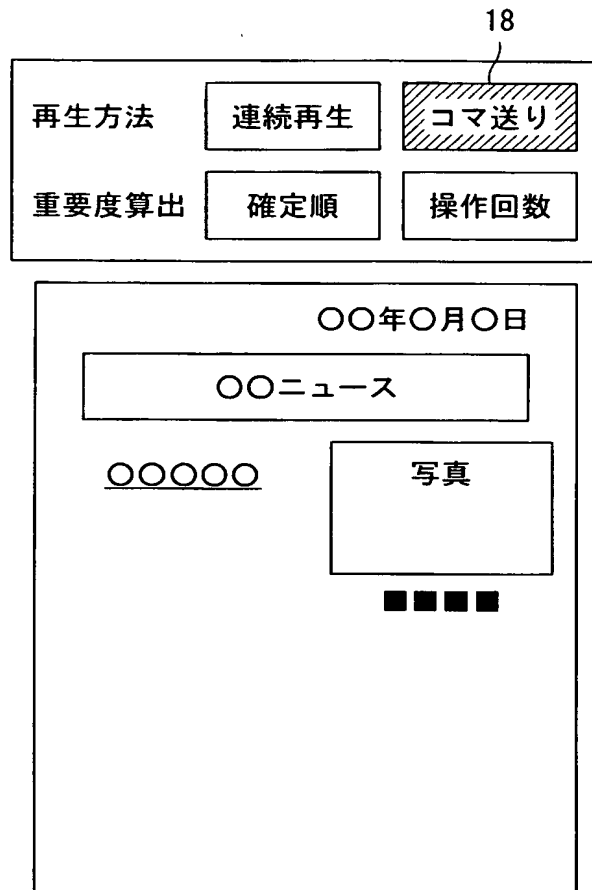 18
再生方法 連続再生 コマ送り
重要度算出 確定順 操作回数
○○年○月○日
○○ニュース
○○○○○ 写真
■■■■